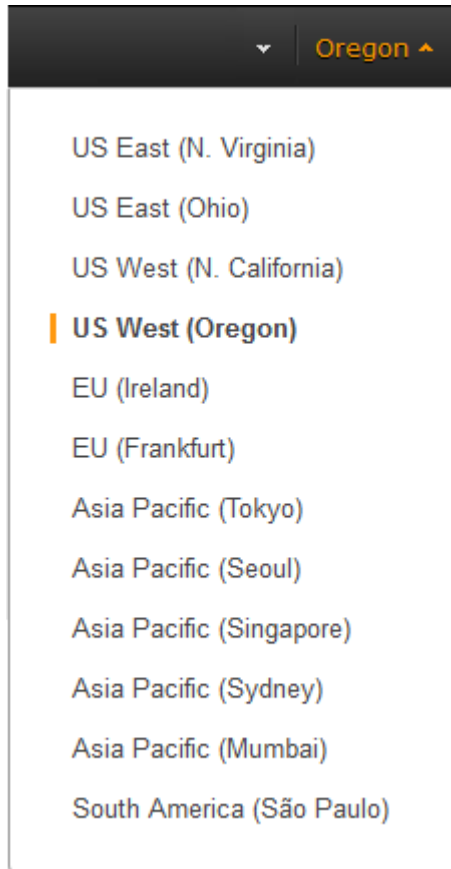 Oregon
US East (N. Virginia)
US East (Ohio)
US West (N. California)
US West (Oregon)
EU (Ireland)
EU (Frankfurt)
Asia Pacific (Tokyo)
Asia Pacific (Seoul)
Asia Pacific (Singapore)
Asia Pacific (Sydney)
Asia Pacific (Mumbai)
South America (São Paulo)